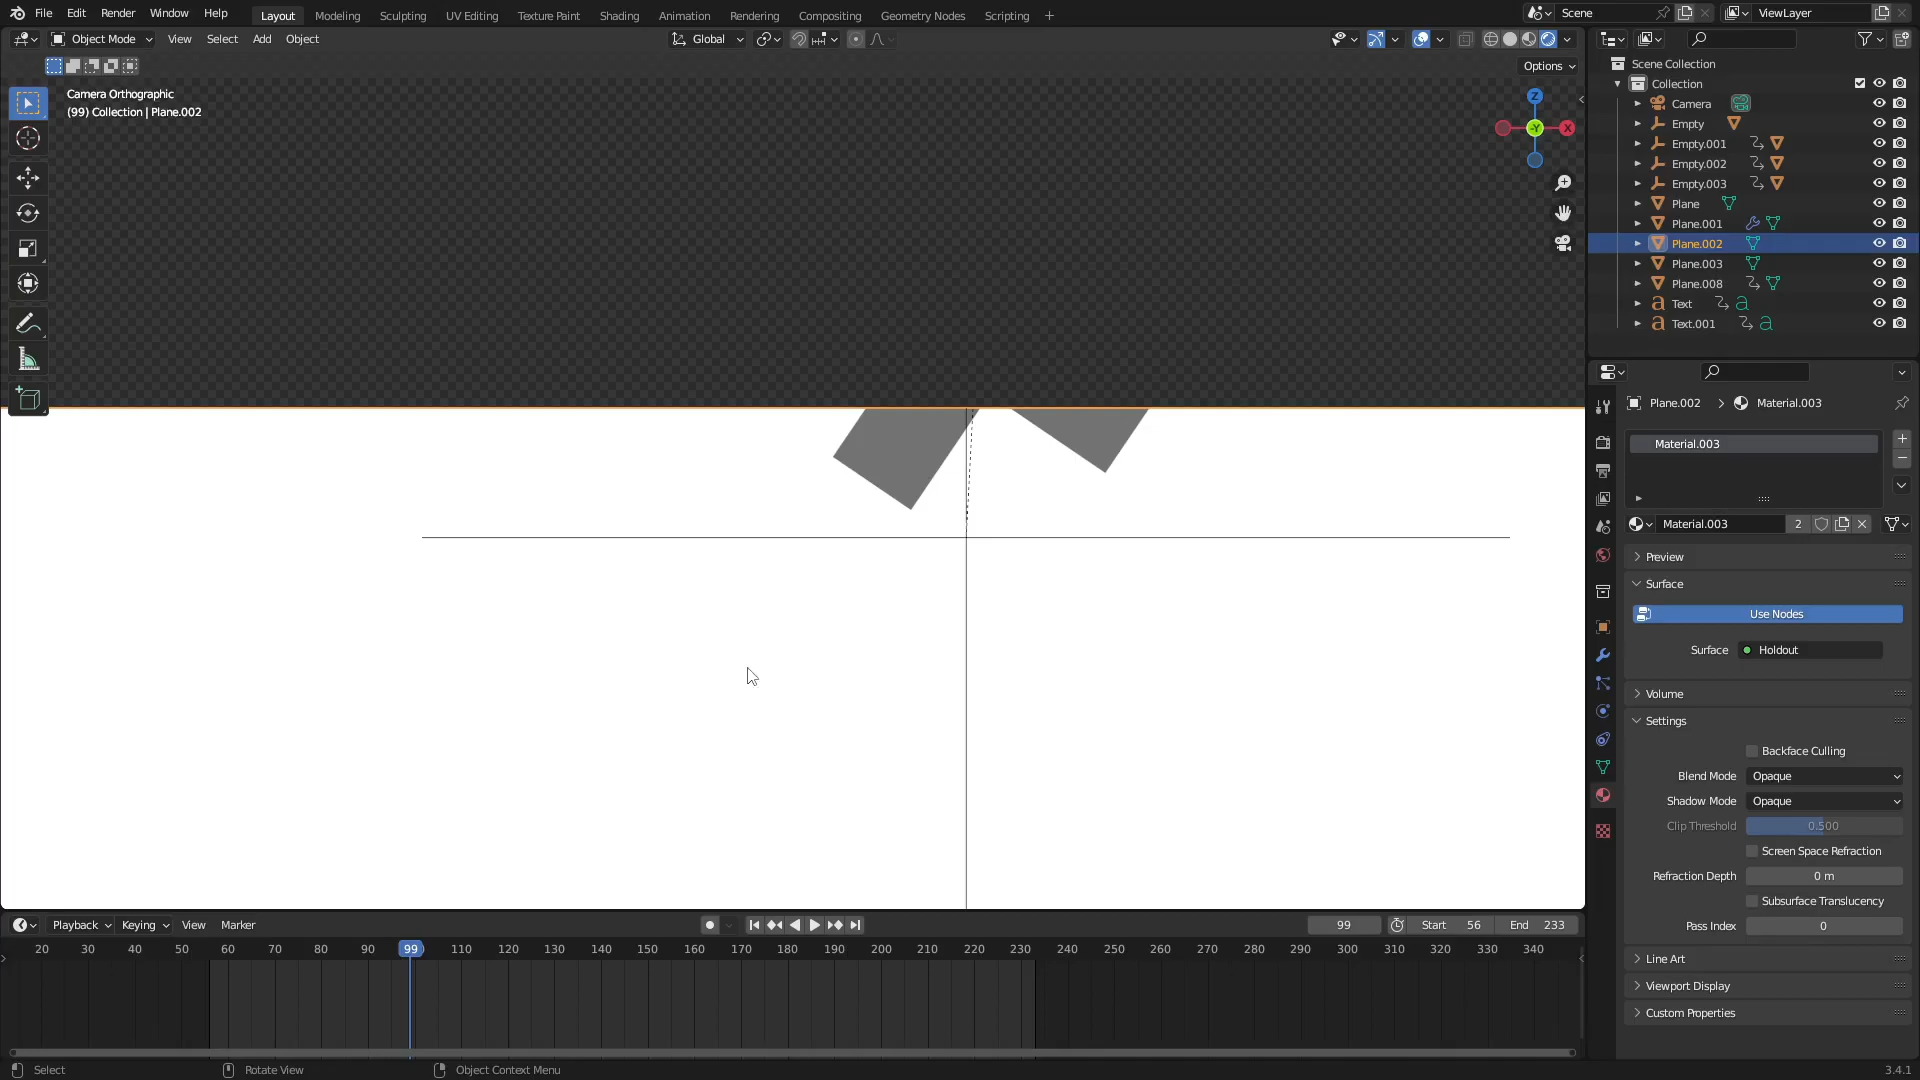 File Edit Render Window Help Layout Modeling Sculpting UV Editing Texture Paint Shading Animation Rendering Compositing Geometry Nodes Scripting + Scene ViewLayer
Object Mode View Select Add Object Global
Options
Camera Orthographic
(99) Collection | Plane.002
Z
-Y
X
Scene Collection
Collection
Camera
Empty
Empty.001
Empty.002
Empty.003
Plane
Plane.001
Plane.002
Plane.003
Plane.008
Text
Text.001
Plane.002 Material.003
Material.003
Material.003 2
Preview
Surface
Use Nodes
Surface Holdout
Volume
Settings
Backface Culling
Blend Mode Opaque
Shadow Mode Opaque
Clip Threshold 0.500
Screen Space Refraction
Refraction Depth 0 m
Subsurface Translucency
Pass Index 0
Line Art
Viewport Display
Custom Properties
Playback Keying View Marker 99 Start 56 End 233
20 30 40 50 60 70 80 90 99 110 120 130 140 150 160 170 180 190 200 210 220 230 240 250 260 270 280 290 300 310 320 330 340
Select Rotate View Object Context Menu 3.4.1